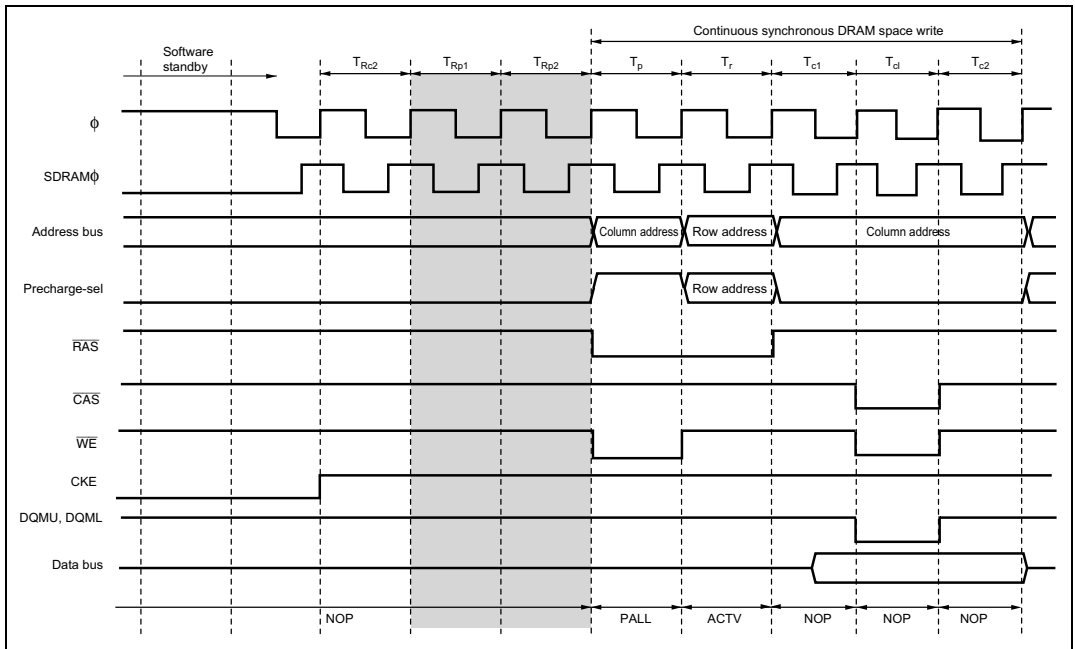 Continuous synchronous DRAM space write
Software
standby
TRc2 TRp1 TRp2 Tp Tr Tc1 Tcl Tc2
ϕ
SDRAMϕ
Address bus Column address Row address Column address
Precharge-sel Row address
RAS
CAS
WE
CKE
DQMU, DQML
Data bus
NOP PALL ACTV NOP NOP NOP